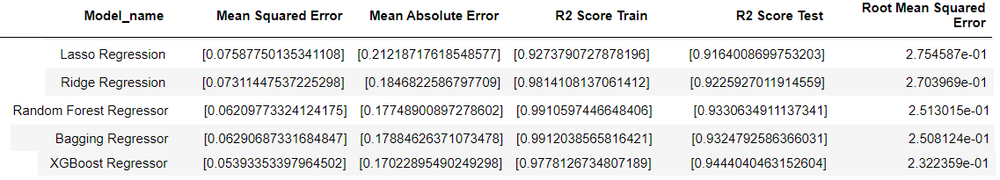 Model_name Mean Squared Error Mean Absolute Error R2 Score Train R2 Score Test Root Mean Squared Error
Lasso Regression [0.07587750135341108] [0.21218717618548577] [0.9273790727878196] [0.9164008699753203] 2.754587e-01
Ridge Regression [0.07311447537225298] [0.1846822586797709] [0.9814108137061412] [0.9225927011914559] 2.703969e-01
Random Forest Regressor [0.06209773324124175] [0.17748900897278602] [0.9910597446648406] [0.9330634911137341] 2.513015e-01
Bagging Regressor [0.06290687331684847] [0.17884626371073478] [0.9912038565816421] [0.9324792586366031] 2.508124e-01
XGBoost Regressor [0.05393353397964502] [0.17022895490249298] [0.9778126734807189] [0.9444040463152604] 2.322359e-01